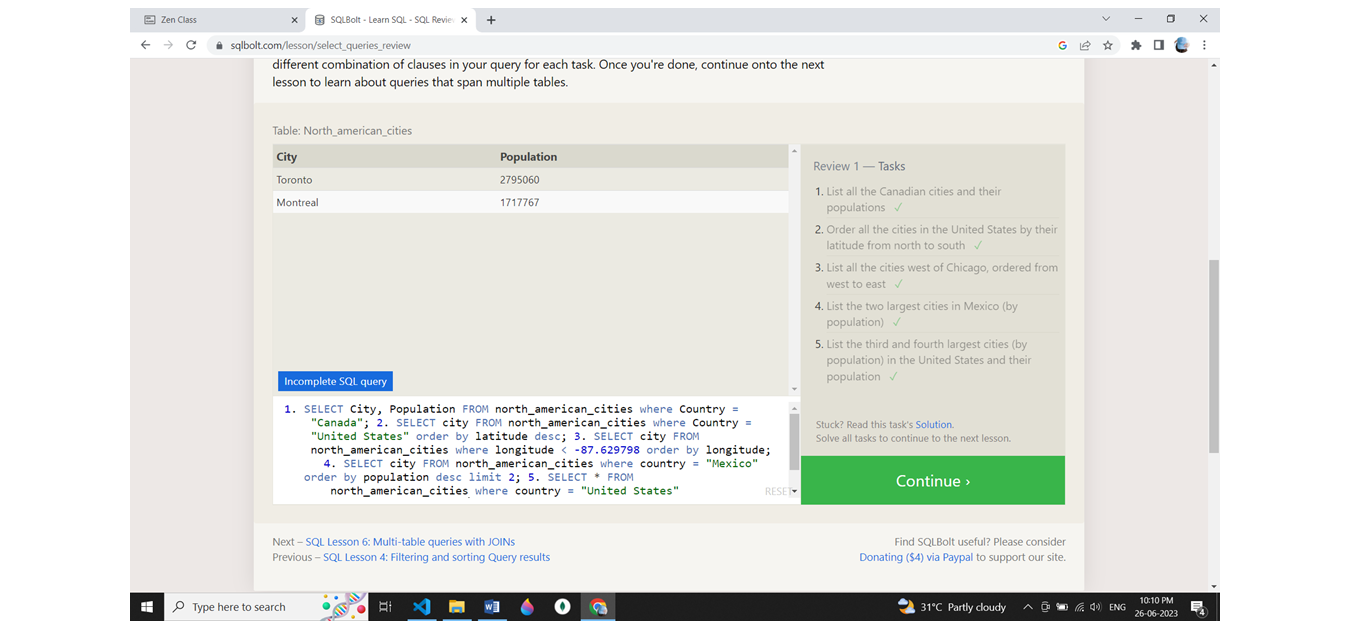 Zen Class
SQLBolt - Learn SQL - SQL Revie
sqlbolt.com/lesson/select_queries_review
different combination of clauses in your query for each task. Once you're done, continue onto the next
lesson to learn about queries that span multiple tables.
Table: North_american_cities
City Population
Toronto 2795060
Montreal 1717767
Incomplete SQL query
1. SELECT City, Population FROM north_american_cities where Country =
"Canada"; 2. SELECT city FROM north_american_cities where Country =
"United States" order by latitude desc; 3. SELECT city FROM
north_american_cities where longitude < -87.629798 order by longitude;
4. SELECT city FROM north_american_cities where country = "Mexico"
order by population desc limit 2; 5. SELECT * FROM
north_american_cities where country = "United States"
RESET
Review 1 — Tasks
1. List all the Canadian cities and their
populations ✓
2. Order all the cities in the United States by their
latitude from north to south ✓
3. List all the cities west of Chicago, ordered from
west to east ✓
4. List the two largest cities in Mexico (by
population) ✓
5. List the third and fourth largest cities (by
population) in the United States and their
population ✓
Stuck? Read this task's Solution.
Solve all tasks to continue to the next lesson.
Continue ›
Next – SQL Lesson 6: Multi-table queries with JOINs
Previous – SQL Lesson 4: Filtering and sorting Query results
Find SQLBolt useful? Please consider
Donating ($4) via Paypal to support our site.
Type here to search
31°C Partly cloudy
ENG
10:10 PM
26-06-2023
4